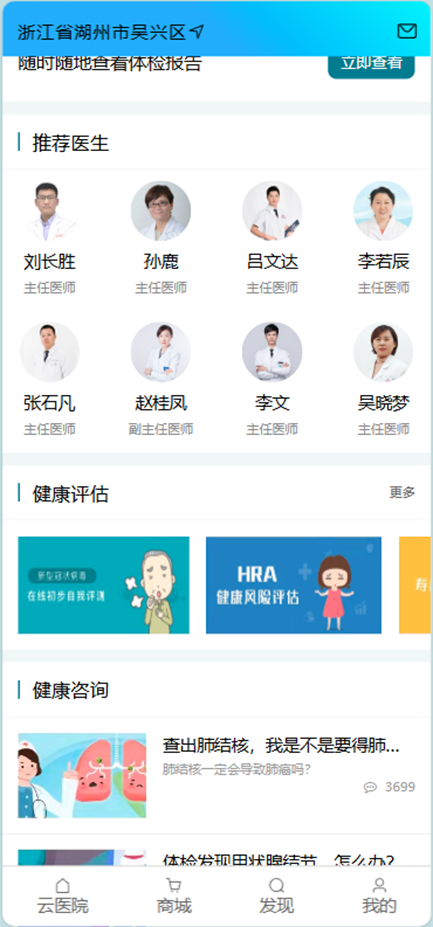 浙江省湖州市吴兴区
随时随地查看体检报告
立即查看
推荐医生
刘长胜
孙鹿
吕文达
李若辰
主任医师
主任医师
主任医师
主任医师
张石凡
赵桂凤
李文
吴晓梦
主任医师
副主任医师
主任医师
主任医师
健康评估
更多
新型冠状病毒
在线初步自我评测
HRA
健康风险评估
健康咨询
查出肺结核，我是不是要得肺...
肺结核一定会导致肺癌吗?
3699
体检发现甲状腺结节，怎么办?
云医院
商城
发现
我的